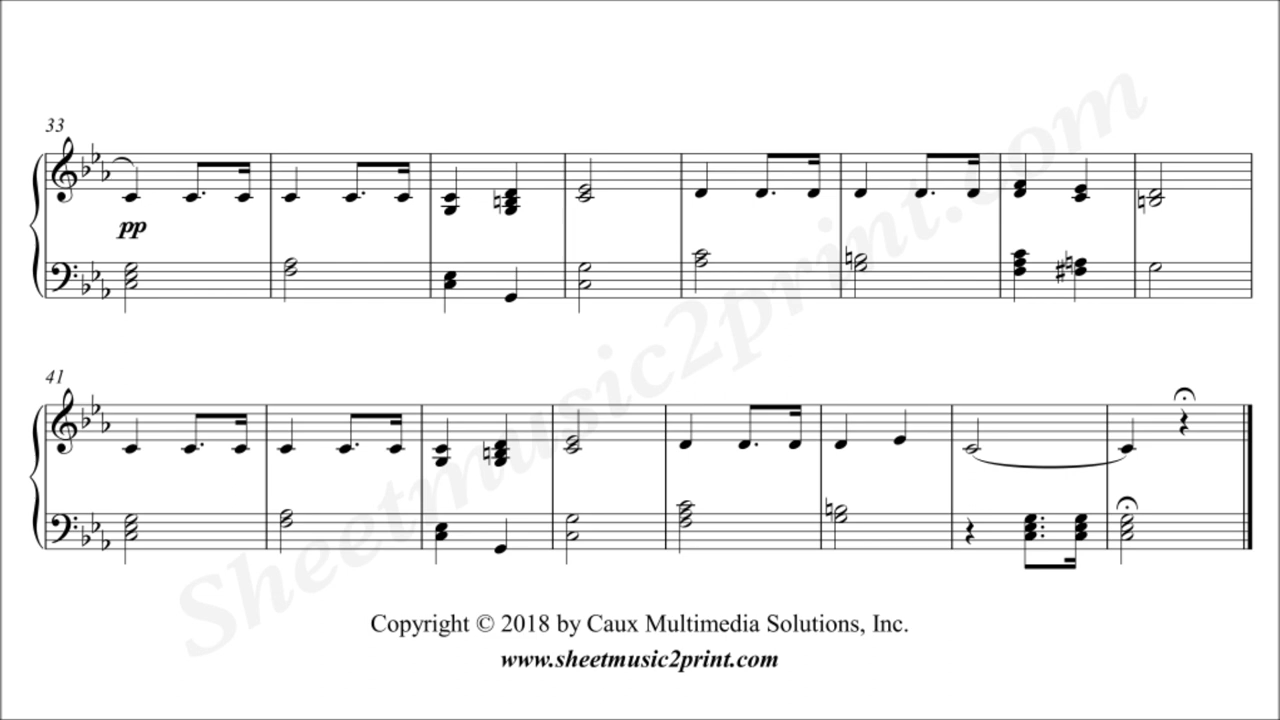 33
pp
41
Sheetmusic2print.com
Copyright © 2018 by Caux Multimedia Solutions, Inc.
www.sheetmusic2print.com